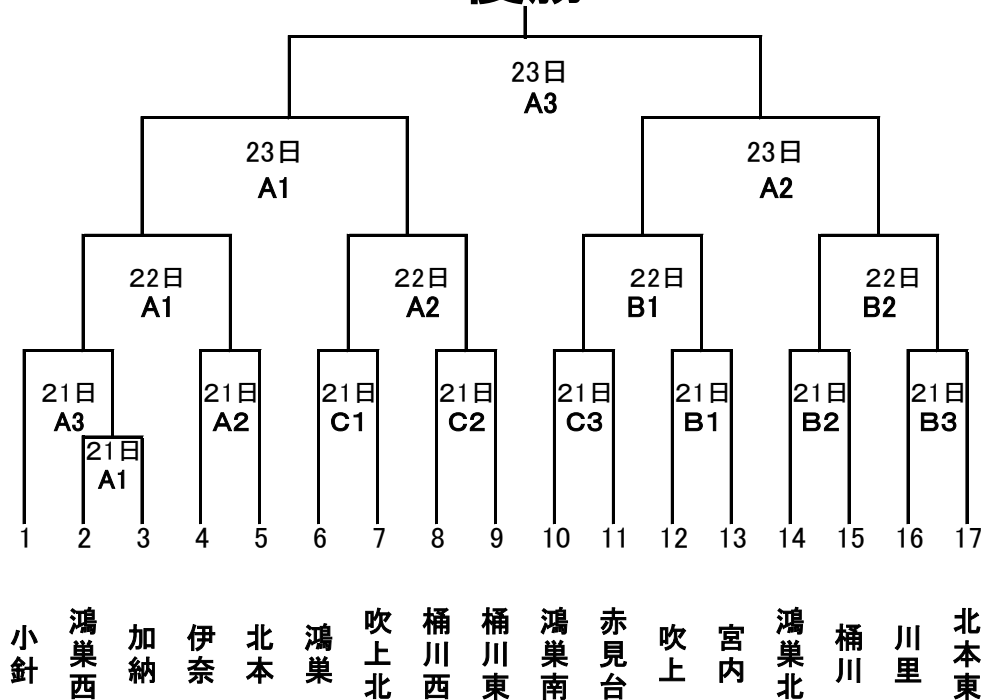 優勝
23日
A3
23日
A1
23日
A2
22日
A1
22日
A2
22日
B1
22日
B2
21日
A3
21日
A2
21日
C1
21日
C2
21日
C3
21日
B1
21日
B2
21日
B3
21日
A1
1 2 3 4 5 6 7 8 9 10 11 12 13 14 15 16 17
小針
鴻巣西
加納
伊奈
北本
鴻巣
吹上北
桶川西
桶川東
鴻巣南
赤見台
吹上
宮内
鴻巣北
桶川
川里
北本東